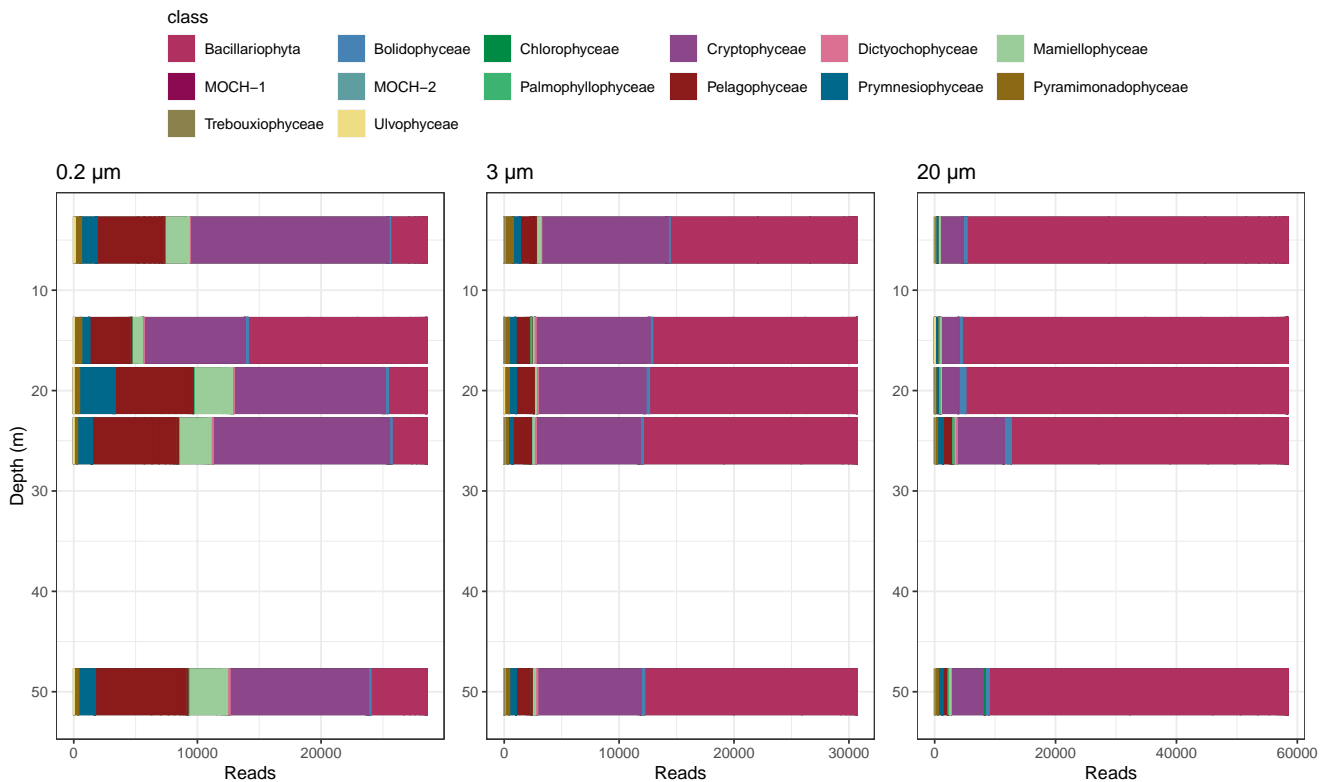 class
Bacillariophyta Bolidophyceae Chlorophyceae Cryptophyceae Dictyochophyceae Mamiellophyceae
MOCH−1 MOCH−2 Palmophyllophyceae Pelagophyceae Prymnesiophyceae Pyramimonadophyceae
Trebouxiophyceae Ulvophyceae
0.2 µm 3 µm 20 µm
10 10 10
20 20 20
30 30 30
40 40 40
50 50 50
Depth (m)
0 10000 20000 0 10000 20000 30000 0 20000 40000 60000
Reads Reads Reads